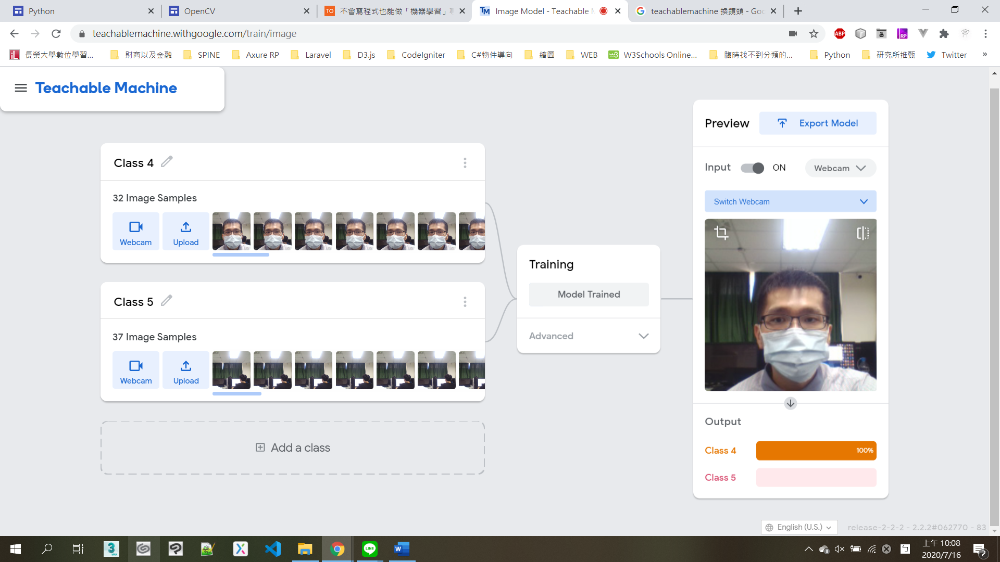 Python
OpenCV
不會寫程式也能做「機器學習」
Image Model - Teachable M
teachablemachine 換鏡頭 - Goo
teachablemachine.withgoogle.com/train/image
長榮大學數位學習...
財商以及金融
SPINE
Axure RP
Laravel
D3.js
CodeIgniter
C#物件導向
繪圖
WEB
W3Schools Online...
臨時找不到分類的...
Python
研究所推甄
Twitter
»
Teachable Machine
Class 4
32 Image Samples
Webcam
Upload
Class 5
37 Image Samples
Webcam
Upload
Add a class
Training
Model Trained
Advanced
Preview
Export Model
Input
ON
Webcam
Switch Webcam
Output
Class 4
100%
Class 5
English (U.S.)
release-2-2-2 - 2.2.2#062770 - 83
上午 10:08
2020/7/16
2